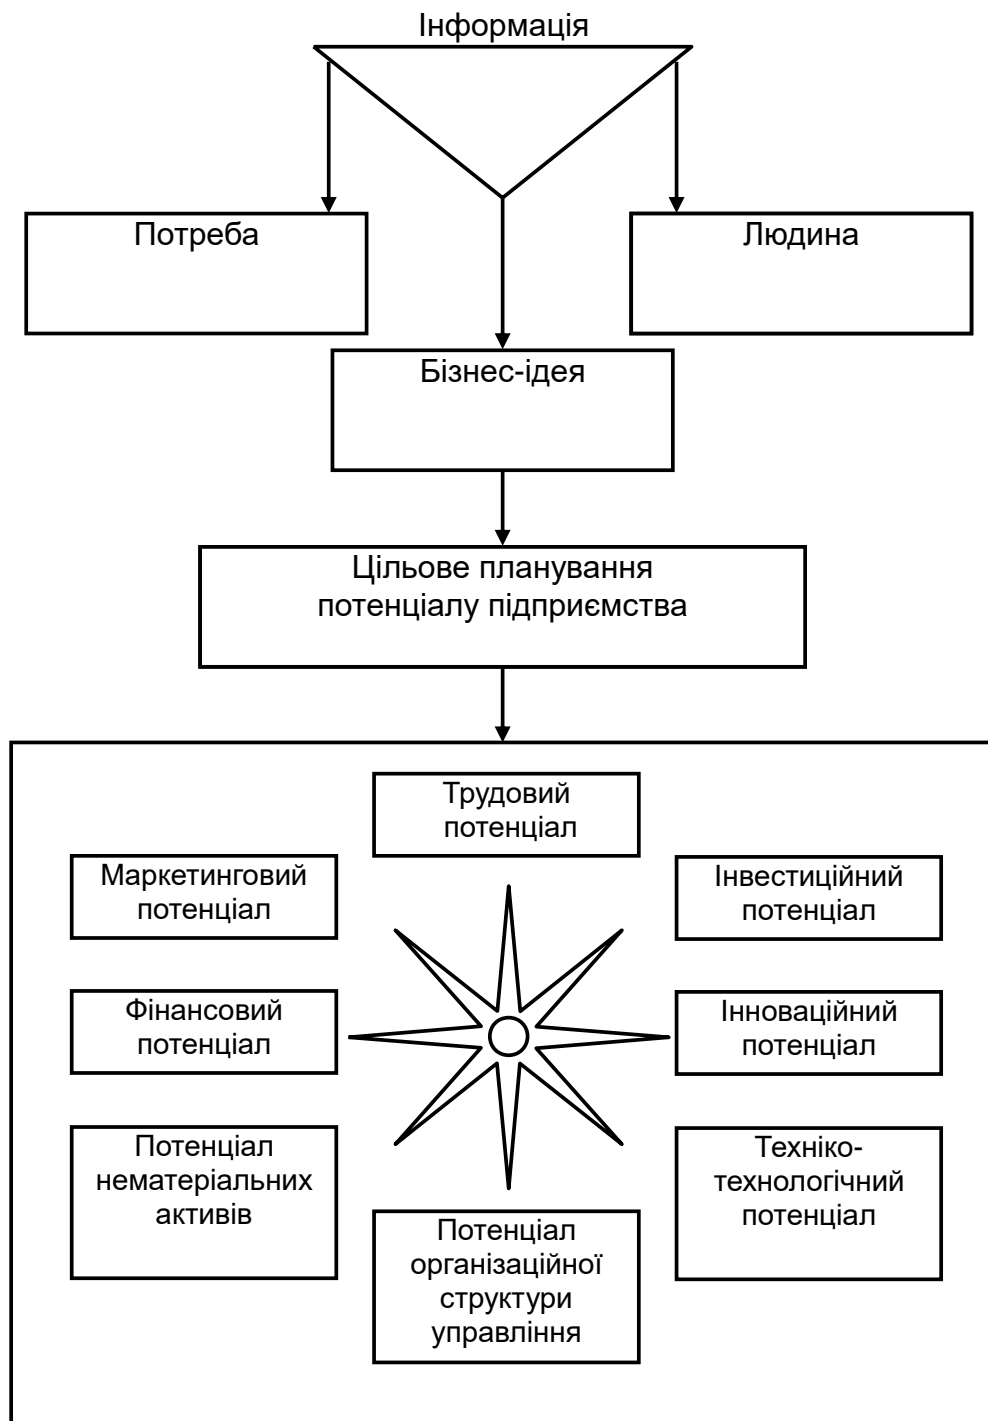 Інформація
Потреба
Людина
Бізнес-ідея
Цільове планування
потенціалу підприємства
Трудовий
потенціал
Маркетинговий
потенціал
Інвестиційний
потенціал
Фінансовий
потенціал
Інноваційний
потенціал
Потенціал
нематеріальних
активів
Техніко-
технологічний
потенціал
Потенціал
організаційної
структури
управління